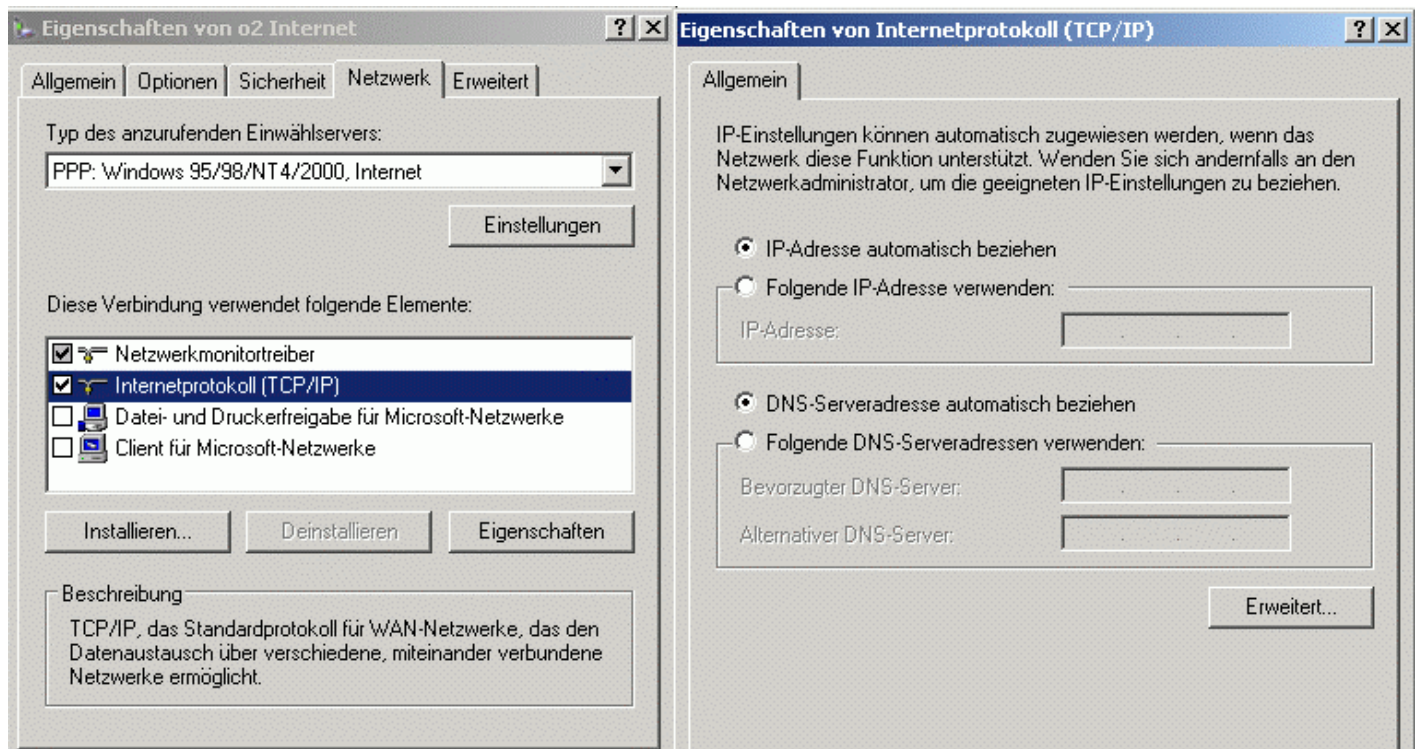 Eigenschaften von o2 Internet
Allgemein
Optionen
Sicherheit
Netzwerk
Erweitert
Typ des anzurufenden Einwählservers:
PPP: Windows 95/98/NT4/2000, Internet
Einstellungen
Diese Verbindung verwendet folgende Elemente:
Netzwerkmonitortreiber
Internetprotokoll (TCP/IP)
Datei- und Druckerfreigabe für Microsoft-Netzwerke
Client für Microsoft-Netzwerke
Installieren...
Deinstallieren
Eigenschaften
Beschreibung
TCP/IP, das Standardprotokoll für WAN-Netzwerke, das den
Datenaustausch über verschiedene, miteinander verbundene
Netzwerke ermöglicht.
Eigenschaften von Internetprotokoll (TCP/IP)
Allgemein
IP-Einstellungen können automatisch zugewiesen werden, wenn das
Netzwerk diese Funktion unterstützt. Wenden Sie sich andernfalls an den
Netzwerkadministrator, um die geeigneten IP-Einstellungen zu beziehen.
IP-Adresse automatisch beziehen
Folgende IP-Adresse verwenden:
IP-Adresse:
DNS-Serveradresse automatisch beziehen
Folgende DNS-Serveradressen verwenden:
Bevorzugter DNS-Server:
Alternativer DNS-Server:
Erweitert...